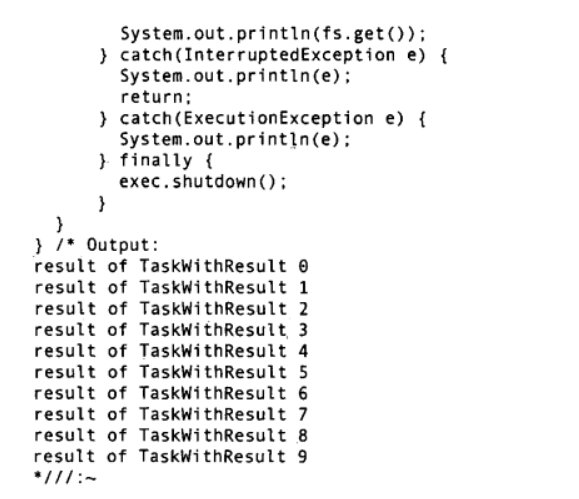 System.out.println(fs.get());
} catch(InterruptedException e) {
System.out.println(e);
return;
} catch(ExecutionException e) {
System.out.println(e);
} finally {
exec.shutdown();
}
}
} /* Output:
result of TaskWithResult 0
result of TaskWithResult 1
result of TaskWithResult 2
result of TaskWithResult 3
result of TaskWithResult 4
result of TaskWithResult 5
result of TaskWithResult 6
result of TaskWithResult 7
result of TaskWithResult 8
result of TaskWithResult 9
*///:~